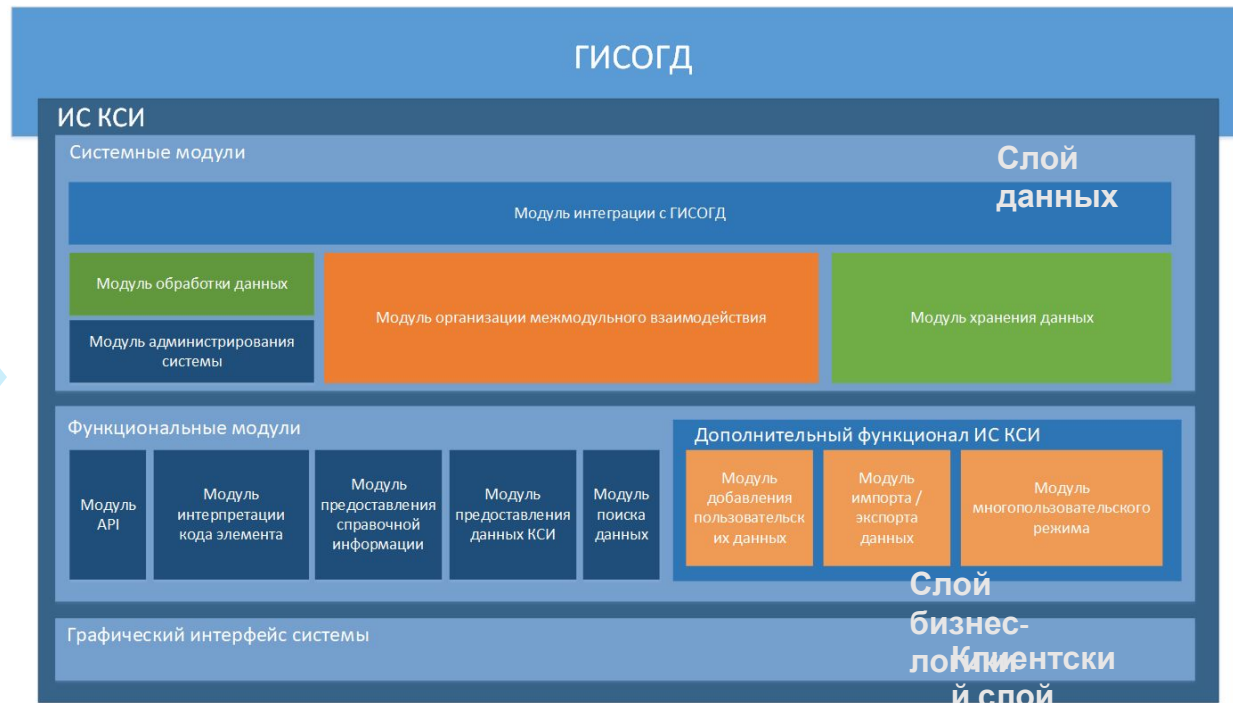 ГИСОГД
ИС КСИ
Системные модули
Слой
данных
Модуль интеграции с ГИСОГД
Модуль обработки данных
Модуль администрирования
системы
Модуль организации межмодульного взаимодействия
Модуль хранения данных
Функциональные модули
Модуль
API
Модуль
интерпретации
кода элемента
Модуль
предоставления
справочной
информации
Модуль
предоставления
данных КСИ
Модуль
поиска
данных
Дополнительный функционал ИС КСИ
Модуль
добавления
пользовательск
их данных
Модуль
импорта /
экспорта
данных
Модуль
многопользовательского
режима
Слой
бизнес-
логики
Графический интерфейс системы
Клиентски
й слой